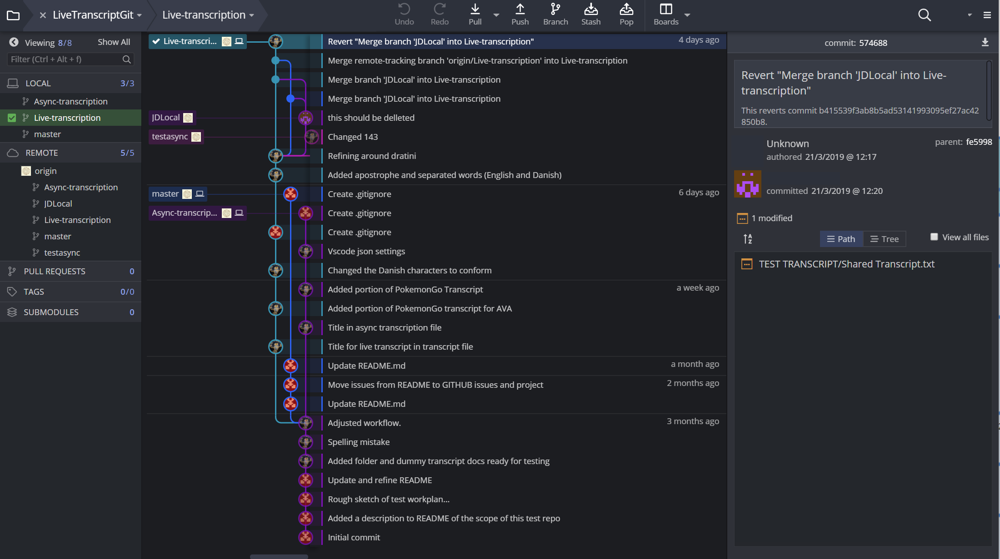 LiveTranscriptGit
Live-transcription
Undo
Redo
Pull
Push
Branch
Stash
Pop
Boards
Viewing 8/8
Show All
Filter (Ctrl + Alt + f)
LOCAL 3/3
Async-transcription
Live-transcription
master
REMOTE 5/5
origin
Async-transcription
JDLocal
Live-transcription
master
testasync
PULL REQUESTS 0
TAGS 0/0
SUBMODULES 0
Live-transcri... Revert "Merge branch 'JDLocal' into Live-transcription" 4 days ago
Merge remote-tracking branch 'origin/Live-transcription' into Live-transcription
Merge branch 'JDLocal' into Live-transcription
Merge branch 'JDLocal' into Live-transcription
JDLocal this should be delleted
testasync Changed 143
Refining around dratini
Added apostrophe and separated words (English and Danish)
master Create .gitignore 6 days ago
Async-transcrip... Create .gitignore
Create .gitignore
Vscode json settings
Changed the Danish characters to conform
Added portion of PokemonGo Transcript a week ago
Added portion of PokemonGo transcript for AVA
Title in async transcription file
Title for live transcript in transcript file
Update README.md a month ago
Move issues from README to GITHUB issues and project 2 months ago
Update README.md
Adjusted workflow. 3 months ago
Spelling mistake
Added folder and dummy transcript docs ready for testing
Update and refine README
Rough sketch of test workplan...
Added a description to README of the scope of this test repo
Initial commit
commit: 574688
Revert "Merge branch 'JDLocal' into Live-
transcription"
This reverts commit b415539f3ab8b5ad53141993095ef27ac42
850b8.
Unknown
parent: fe5998
authored 21/3/2019 @ 12:17
committed 21/3/2019 @ 12:20
1 modified
A
Z
Path
Tree
View all files
TEST TRANSCRIPT/Shared Transcript.txt